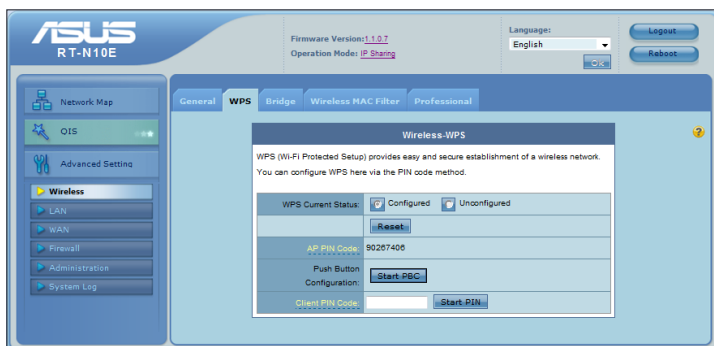 ASUS
RT-N10E
Firmware Version:1.1.0.7
Operation Mode: IP Sharing
Language:
English
Ok
Logout
Reboot
Network Map
QIS
Advanced Setting
Wireless
LAN
WAN
Firewall
Administration
System Log
General WPS Bridge Wireless MAC Filter Professional
Wireless-WPS
WPS (Wi-Fi Protected Setup) provides easy and secure establishment of a wireless network.
You can configure WPS here via the PIN code method.
WPS Current Status: Configured Unconfigured
Reset
AP PIN Code: 90267406
Push Button
Configuration: Start PBC
Client PIN Code: Start PIN
?